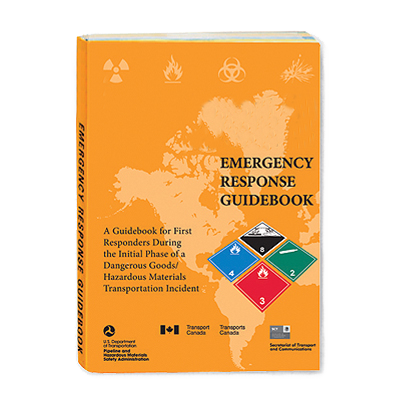 EMERGENCY RESPONSE GUIDEBOOK
EMERGENCY
RESPONSE
GUIDEBOOK
A Guidebook for First
Responders During
the Initial Phase of a
Dangerous Goods/
Hazardous Materials
Transportation Incident
8
4
2
3
U.S. Department
of Transportation
Pipeline and
Hazardous Materials
Safety Administration
Transport
Canada
Transports
Canada
Secretariat of Transport
and Communications